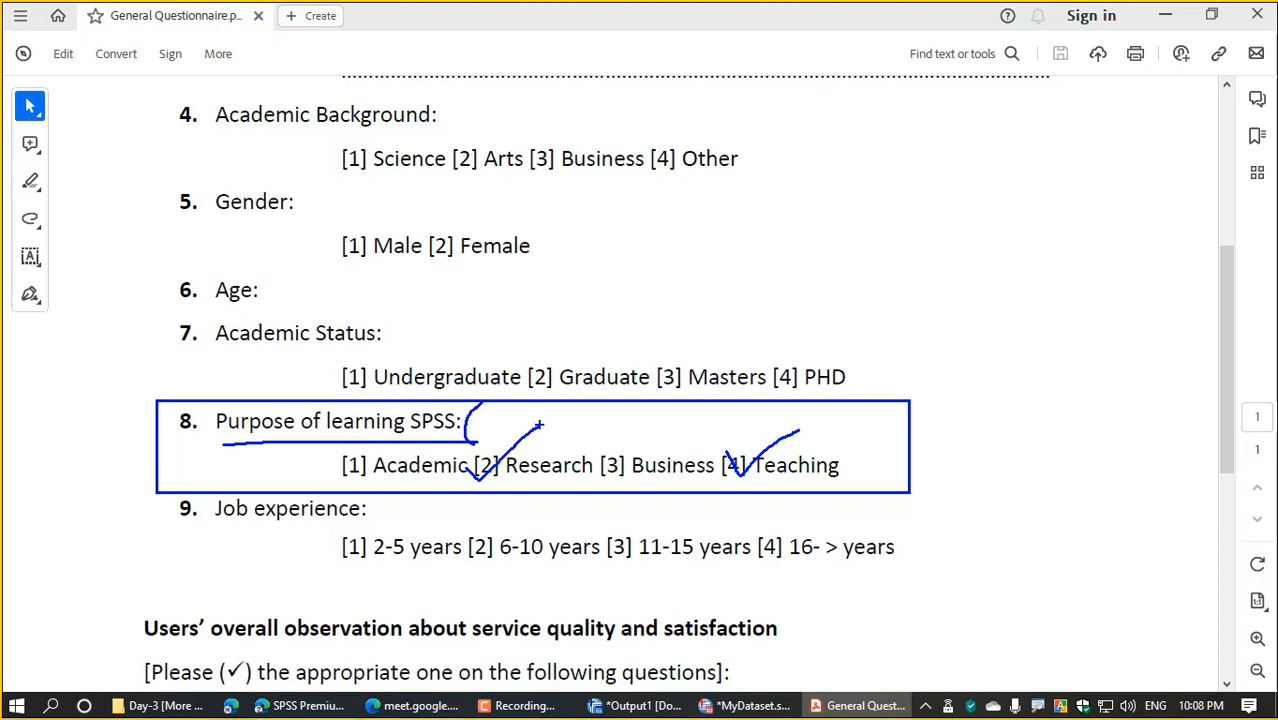 General Questionnaire.p...
Create
Sign in
Edit Convert Sign More
Find text or tools
4. Academic Background:
[1] Science [2] Arts [3] Business [4] Other
5. Gender:
[1] Male [2] Female
6. Age:
7. Academic Status:
[1] Undergraduate [2] Graduate [3] Masters [4] PHD
8. Purpose of learning SPSS:
[1] Academic [2] Research [3] Business [4] Teaching
9. Job experience:
[1] 2-5 years [2] 6-10 years [3] 11-15 years [4] 16- > years
Users’ overall observation about service quality and satisfaction
[Please (✓) the appropriate one on the following questions]:
1
1
Day-3 [More ... SPSS Premiu... meet.google.... Recording... *Output1 [Do... *MyDataset.s... General Quest... ENG 10:08 PM